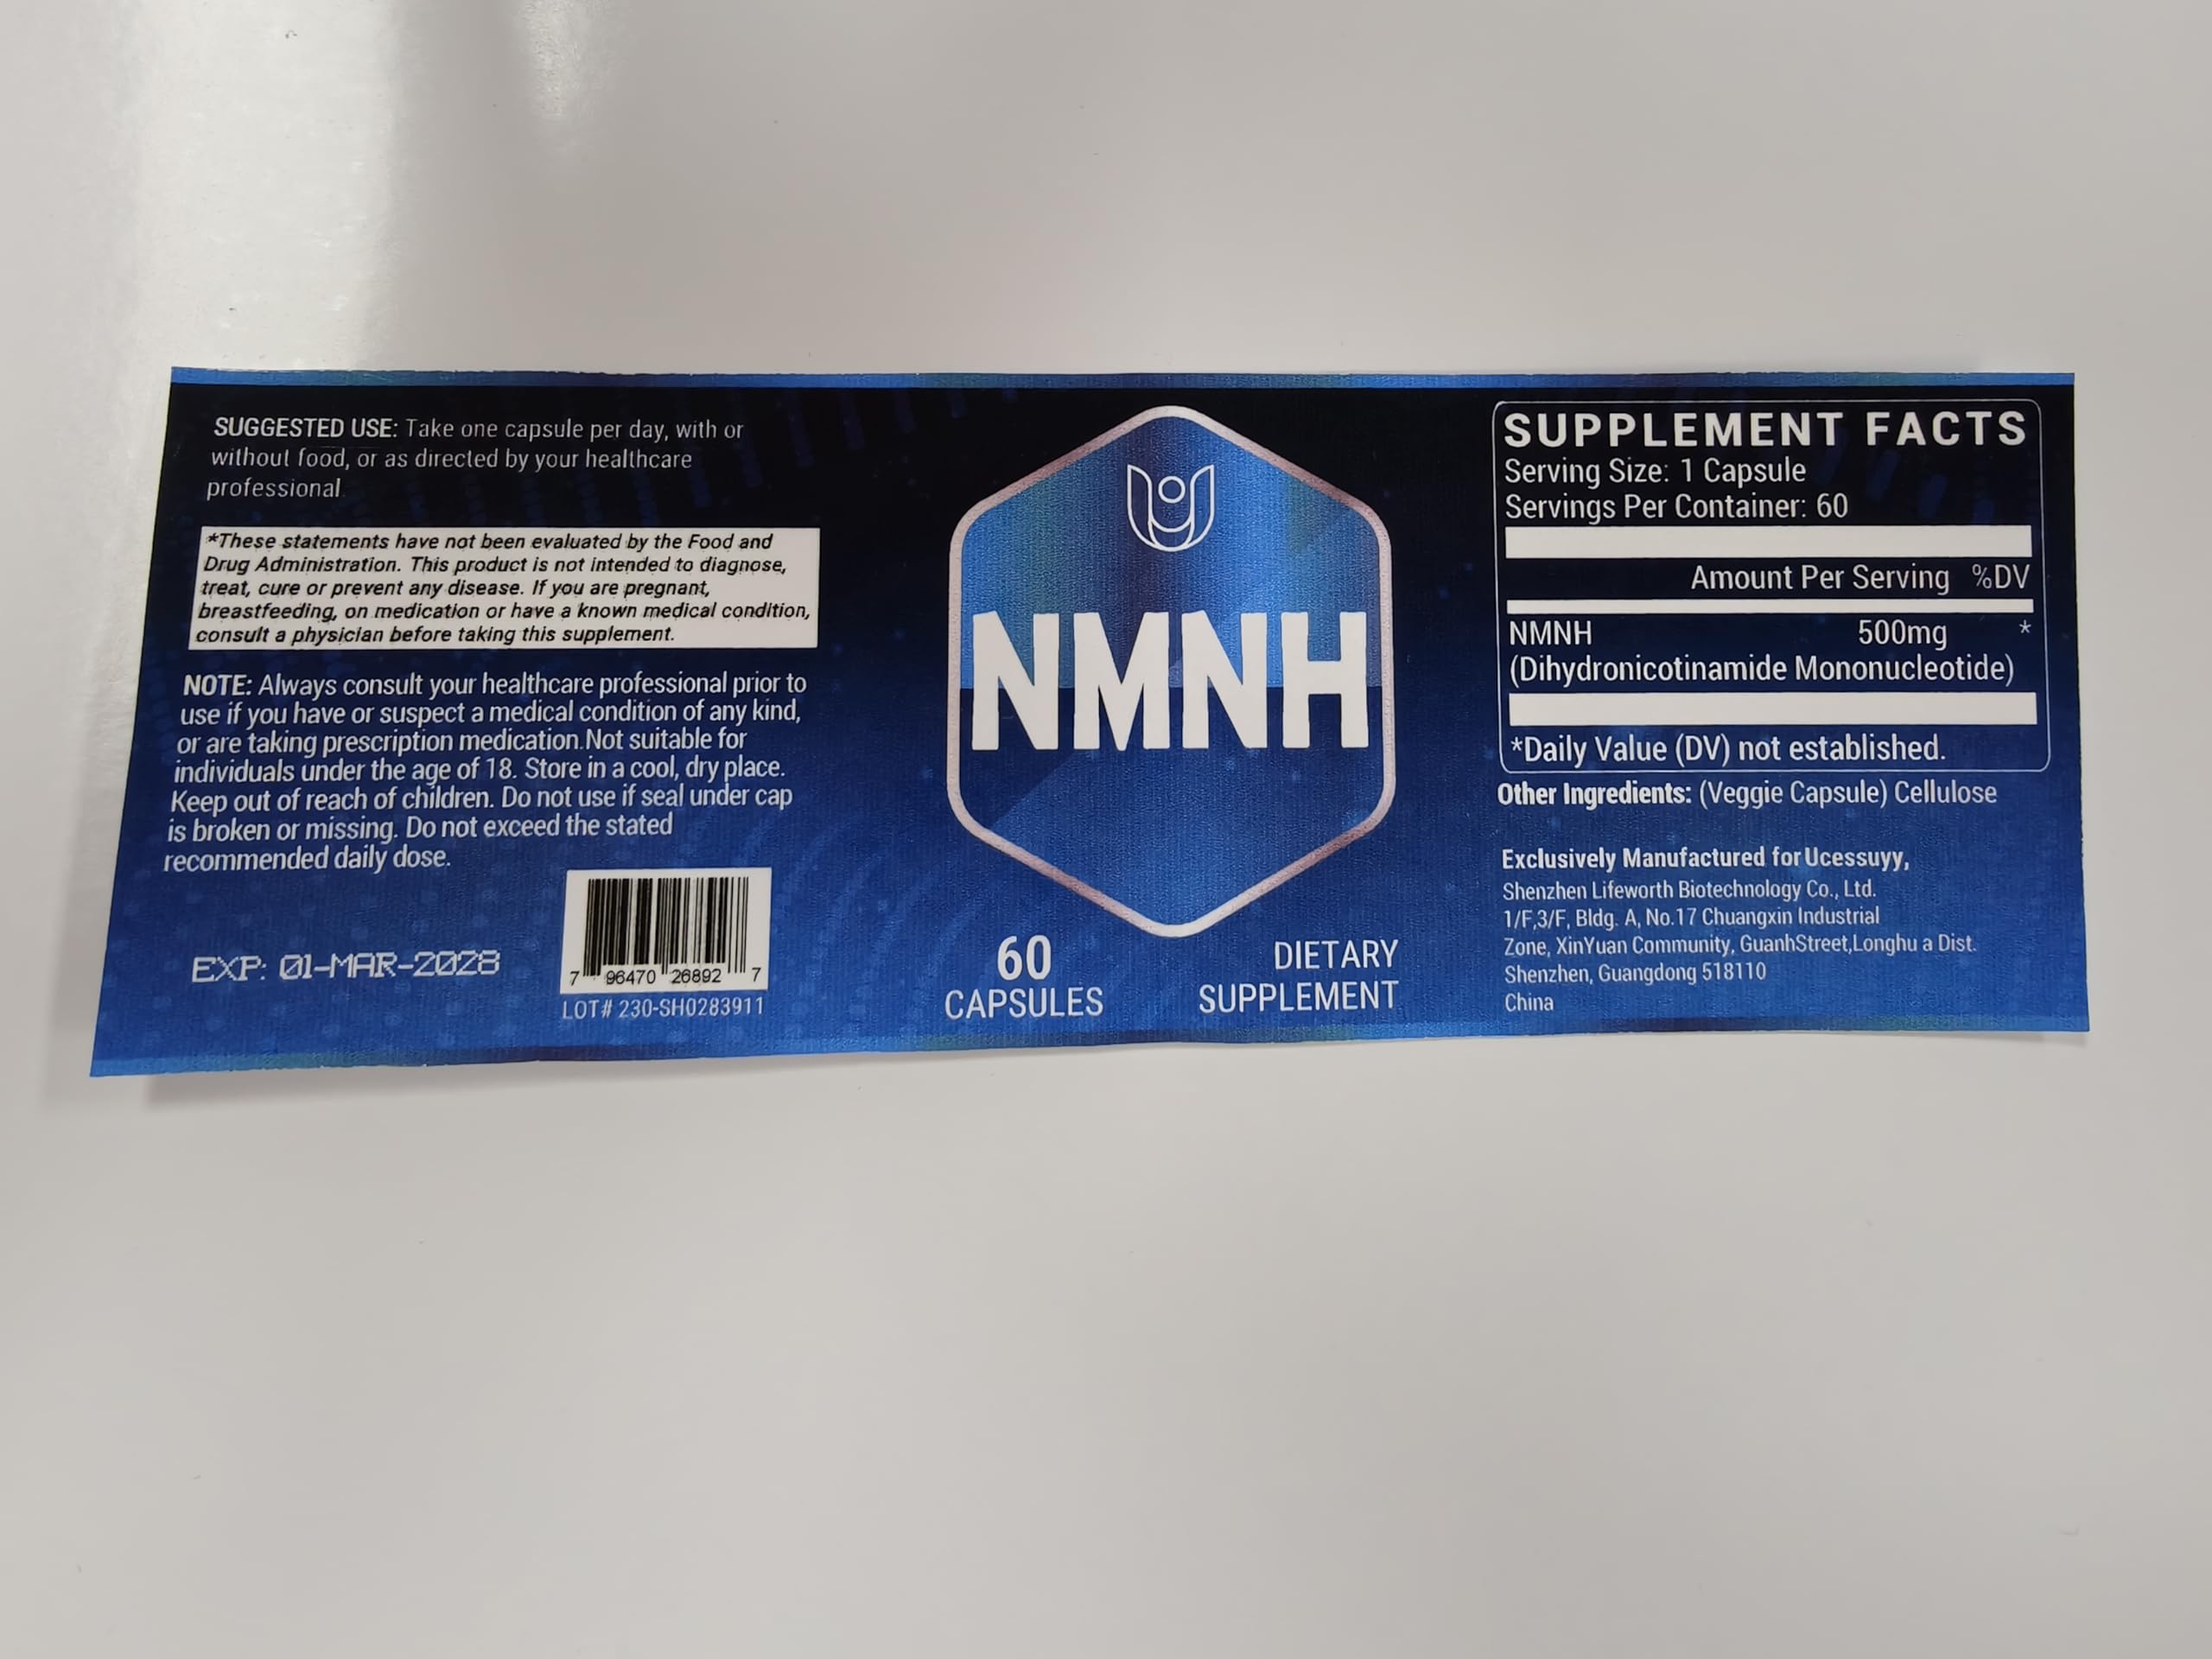 SUGGESTED USE: Take one capsule per day, with or
without food, or as directed by your healthcare
professional
*These statements have not been evaluated by the Food and
Drug Administration. This product is not intended to diagnose,
treat, cure or prevent any disease. If you are pregnant,
breastfeeding, on medication or have a known medical condition,
consult a physician before taking this supplement.
NOTE: Always consult your healthcare professional prior to
use if you have or suspect a medical condition of any kind,
or are taking prescription medication.Not suitable for
individuals under the age of 18. Store in a cool, dry place.
Keep out of reach of children. Do not use if seal under cap
is broken or missing. Do not exceed the stated
recommended daily dose.
EXP: 01-MAR-2028
7 96470 26892 7
LOT# 230-SH0283911
NMNH
60
CAPSULES
DIETARY
SUPPLEMENT
SUPPLEMENT FACTS
Serving Size: 1 Capsule
Servings Per Container: 60
Amount Per Serving %DV
NMNH 500mg *
(Dihydronicotinamide Mononucleotide)
*Daily Value (DV) not established.
Other Ingredients: (Veggie Capsule) Cellulose
Exclusively Manufactured for Ucessuyy,
Shenzhen Lifeworth Biotechnology Co., Ltd.
1/F,3/F, Bldg. A, No.17 Chuangxin Industrial
Zone, XinYuan Community, GuanhStreet,Longhu a Dist.
Shenzhen, Guangdong 518110
China